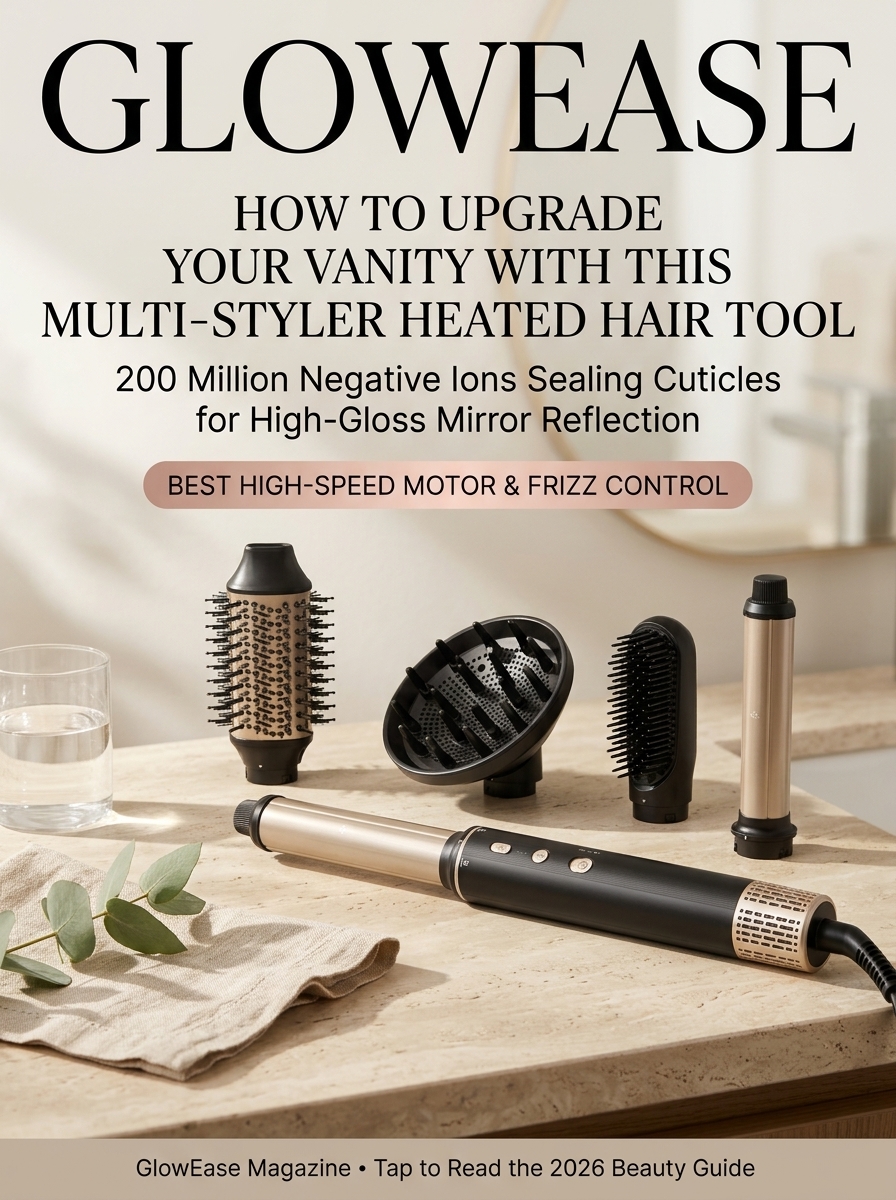 GLOWEASE
HOW TO UPGRADE
YOUR VANITY WITH THIS
MULTI-STYLER HEATED HAIR TOOL
200 Million Negative Ions Sealing Cuticles
for High-Gloss Mirror Reflection
BEST HIGH-SPEED MOTOR & FRIZZ CONTROL
GlowEase Magazine • Tap to Read the 2026 Beauty Guide